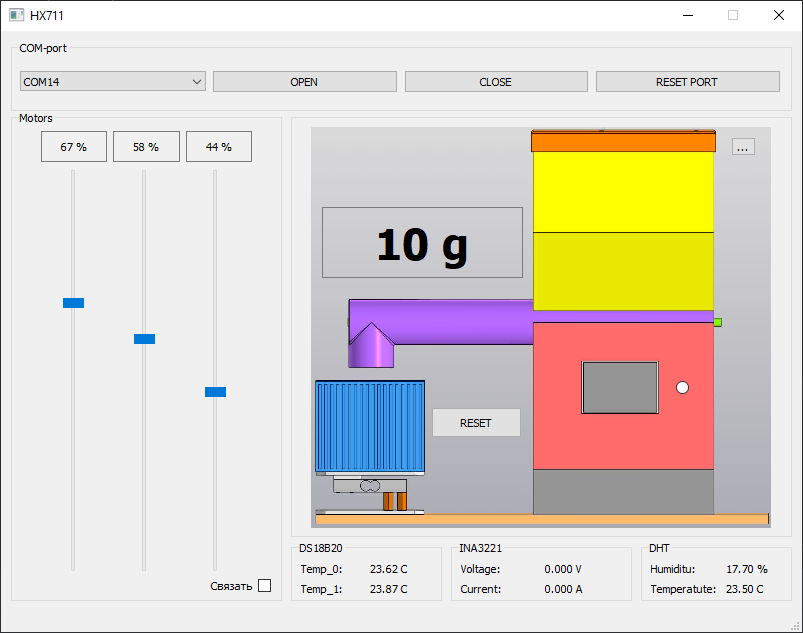 HX711
COM-port
COM14
OPEN
CLOSE
RESET PORT
Motors
67 %
58 %
44 %
...
10 g
RESET
Связать
DS18B20
Temp_0: 23.62 C
Temp_1: 23.87 C
INA3221
Voltage: 0.000 V
Current: 0.000 A
DHT
Humiditu: 17.70 %
Temperatute: 23.50 C